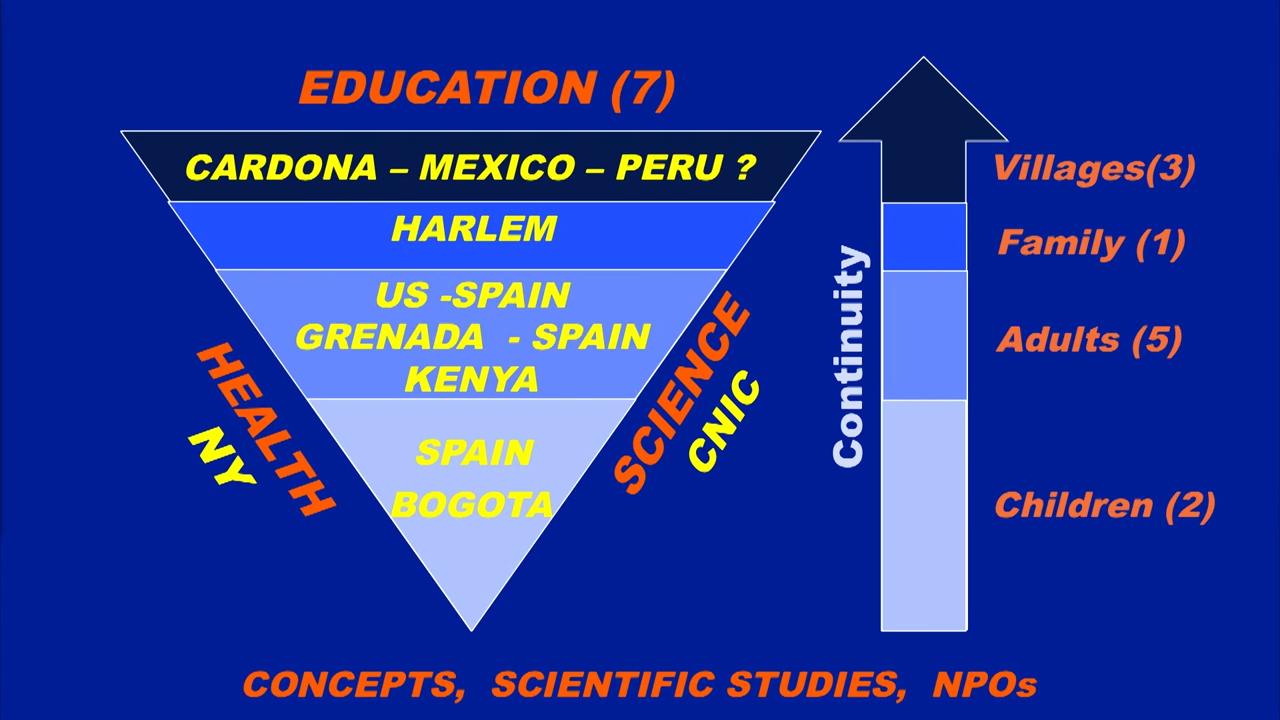 EDUCATION (7)
CARDONA – MEXICO – PERU ?
HARLEM
US -SPAIN
GRENADA - SPAIN
KENYA
SPAIN
BOGOTA
HEALTH
NY
SCIENCE
CNIC
Continuity
Villages(3)
Family (1)
Adults (5)
Children (2)
CONCEPTS, SCIENTIFIC STUDIES, NPOs